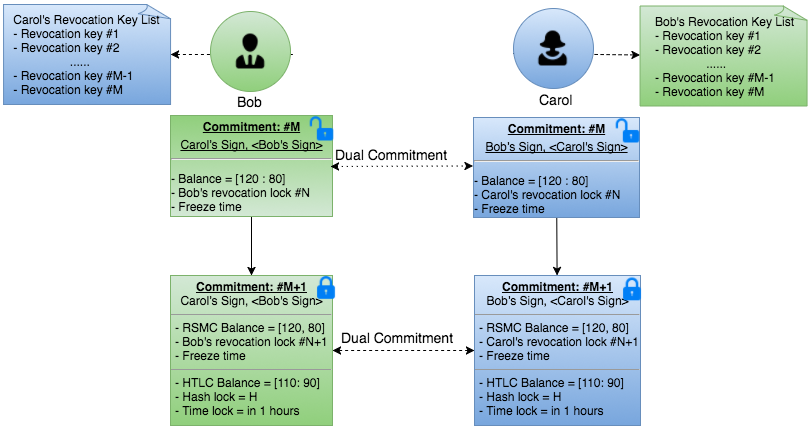 Carol's Revocation Key List
- Revocation key #1
- Revocation key #2
......
- Revocation key #M-1
- Revocation key #M
Bob
Carol
Bob's Revocation Key List
- Revocation key #1
- Revocation key #2
......
- Revocation key #M-1
- Revocation key #M
Commitment: #M
Carol's Sign, <Bob's Sign>
- Balance = [120 : 80]
- Bob's revocation lock #N
- Freeze time
Dual Commitment
Commitment: #M
Bob's Sign, <Carol's Sign>
- Balance = [120 : 80]
- Carol's revocation lock #N
- Freeze time
Commitment: #M+1
Carol's Sign, <Bob's Sign>
- RSMC Balance = [120, 80]
- Bob's revocation lock #N+1
- Freeze time
- HTLC Balance = [110: 90]
- Hash lock = H
- Time lock = in 1 hours
Dual Commitment
Commitment: #M+1
Bob's Sign, <Carol's Sign>
- RSMC Balance = [120, 80]
- Carol's revocation lock #N+1
- Freeze time
- HTLC Balance = [110: 90]
- Hash lock = H
- Time lock = in 1 hours